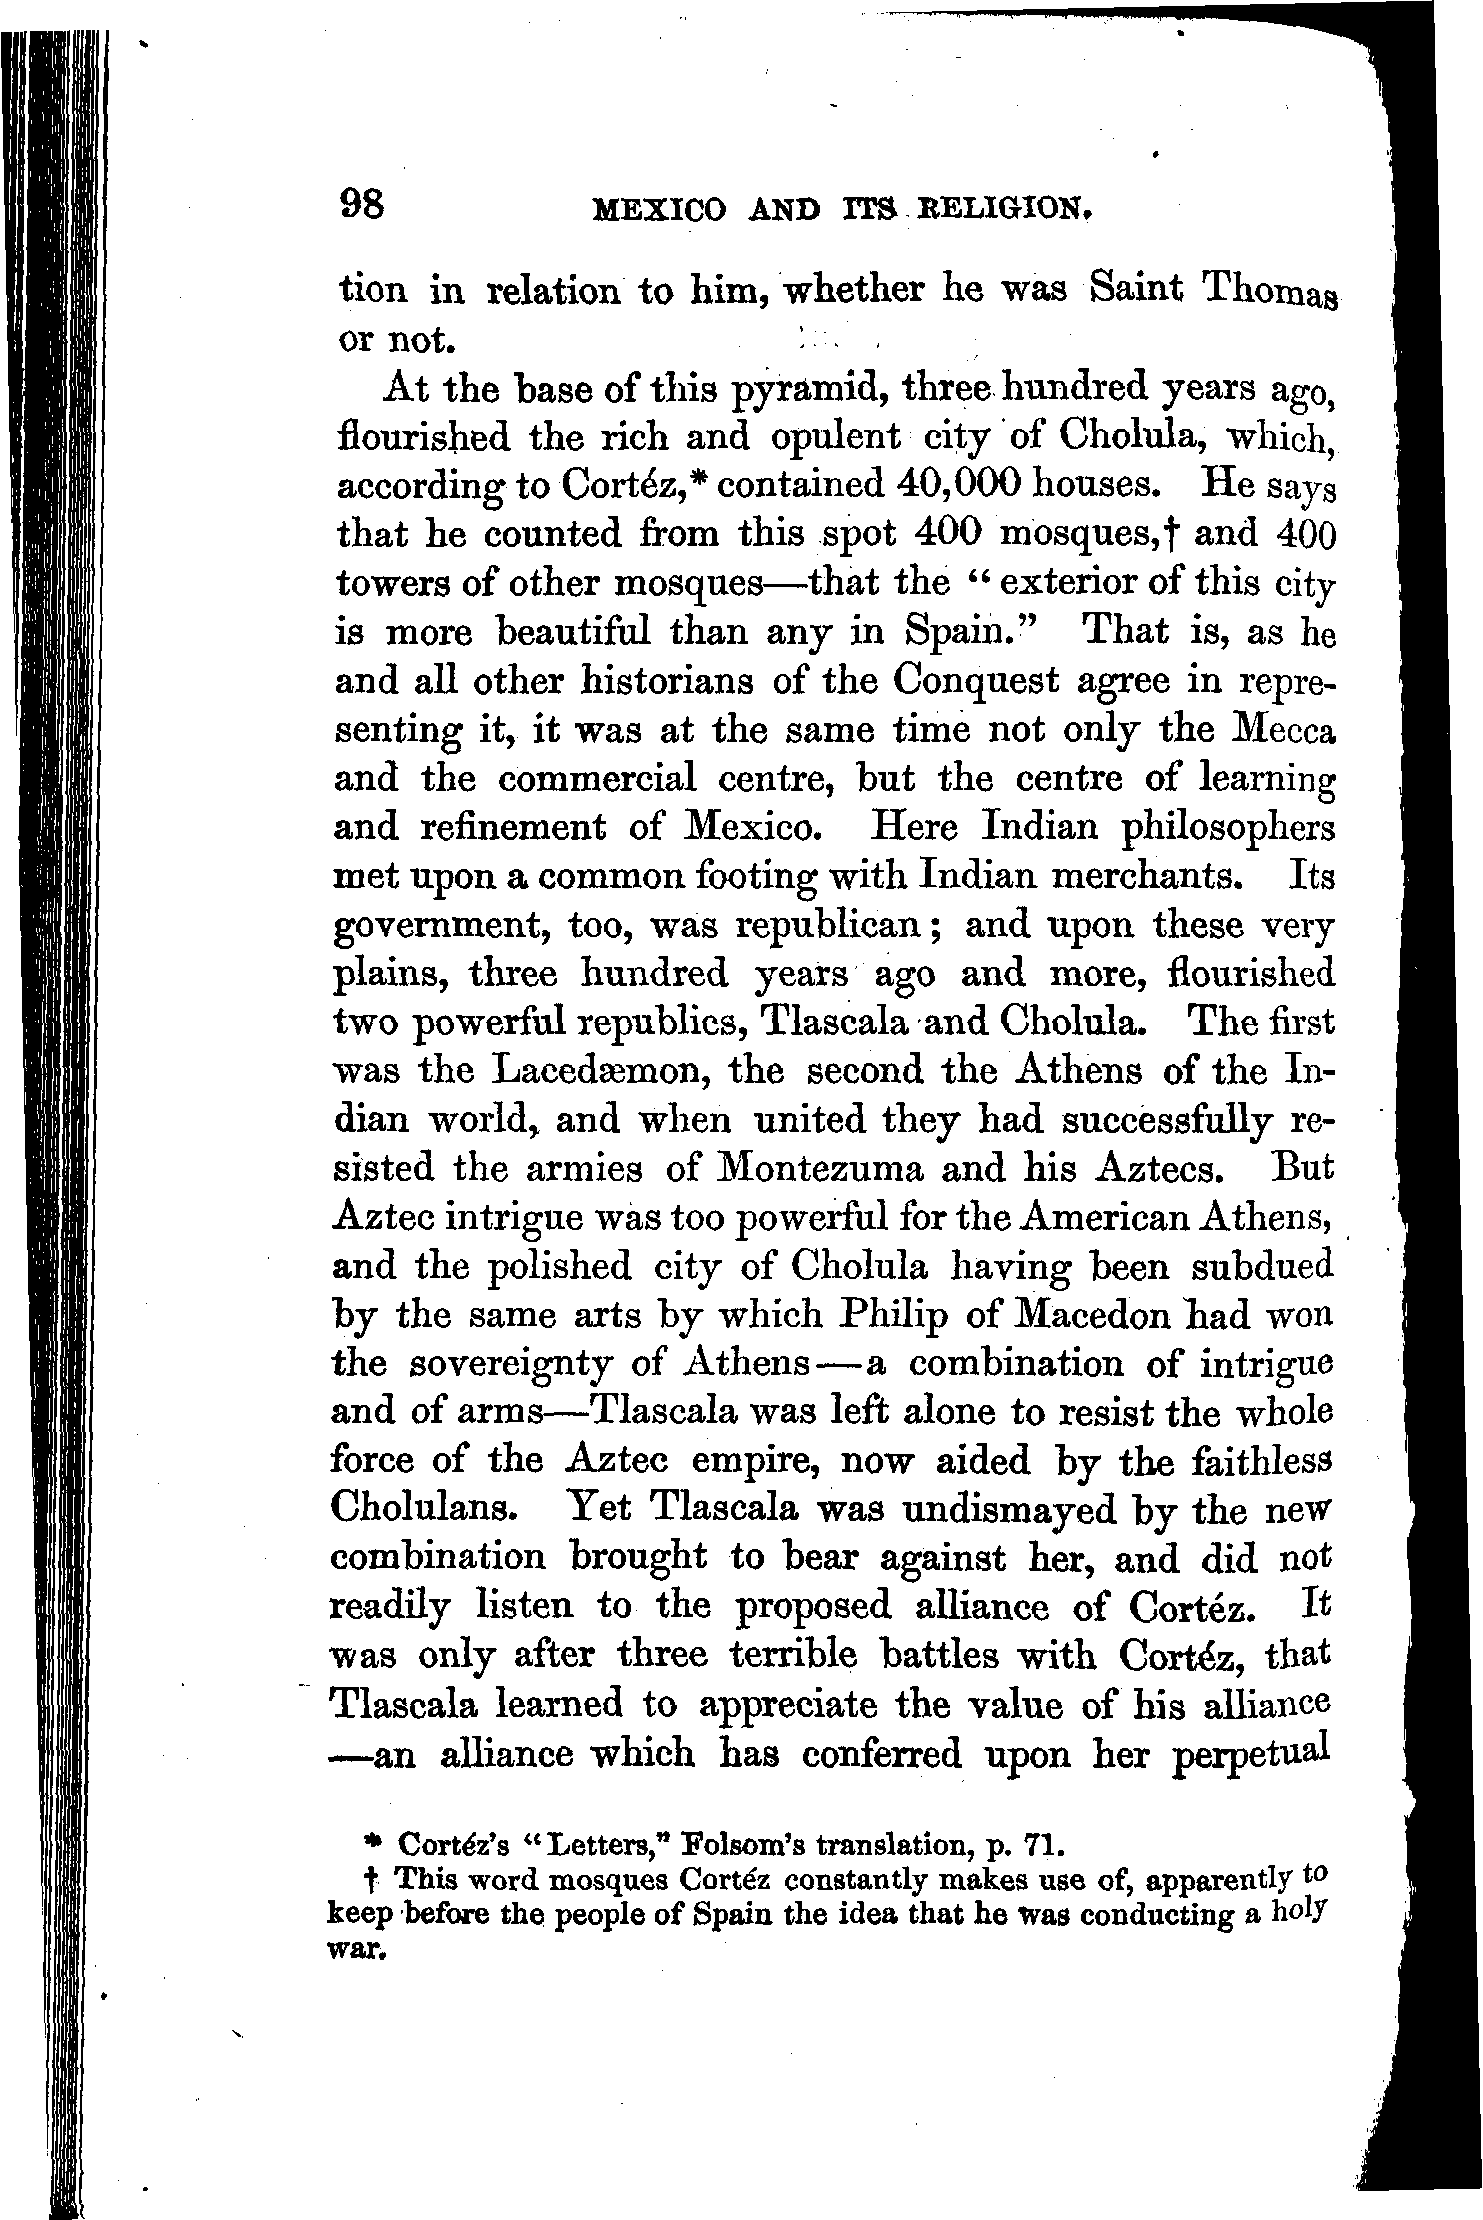 98 MEXICO AND ITS RELIGION.
tion in relation to him, whether he was Saint Thomas
or not.
At the base of this pyramid, three hundred years ago,
flourished the rich and opulent city of Cholula, which,
according to Cortéz,* contained 40,000 houses. He says
that he counted from this spot 400 mosques,† and 400
towers of other mosques—that the “exterior of this city
is more beautiful than any in Spain.” That is, as he
and all other historians of the Conquest agree in repre-
senting it, it was at the same time not only the Mecca
and the commercial centre, but the centre of learning
and refinement of Mexico. Here Indian philosophers
met upon a common footing with Indian merchants. Its
government, too, was republican; and upon these very
plains, three hundred years ago and more, flourished
two powerful republics, Tlascala and Cholula. The first
was the Lacedæmon, the second the Athens of the In-
dian world, and when united they had successfully re-
sisted the armies of Montezuma and his Aztecs. But
Aztec intrigue was too powerful for the American Athens,
and the polished city of Cholula having been subdued
by the same arts by which Philip of Macedon had won
the sovereignty of Athens—a combination of intrigue
and of arms—Tlascala was left alone to resist the whole
force of the Aztec empire, now aided by the faithless
Cholulans. Yet Tlascala was undismayed by the new
combination brought to bear against her, and did not
readily listen to the proposed alliance of Cortéz. It
was only after three terrible battles with Cortéz, that
Tlascala learned to appreciate the value of his alliance
—an alliance which has conferred upon her perpetual
* Cortéz’s “Letters,” Folsom’s translation, p. 71.
† This word mosques Cortéz constantly makes use of, apparently to
keep before the people of Spain the idea that he was conducting a holy
war.